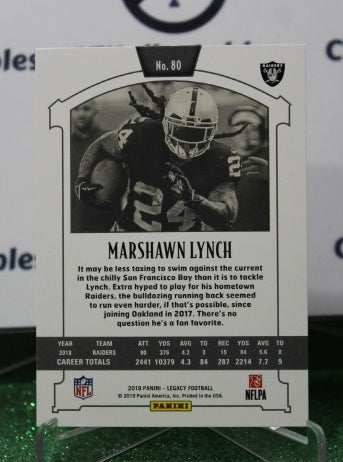 No. 80
RAIDERS
24
24
MARSHAWN LYNCH
It may be less taxing to swim against the current
in the chilly San Francisco Bay than it is to tackle
Lynch. Extra hyped to play for his hometown
Raiders, the bulldozing running back seemed
to run even harder, if that's possible, since
joining Oakland in 2017. There's no
question he's a fan favorite.
YEAR TEAM ATT YDS AVG TD REC YDS AVG TD
2018 RAIDERS 90 376 4.2 3 15 84 5.6 0
CAREER TOTALS 2441 10379 4.3 84 287 2214 7.7 9
2019 PANINI - LEGACY FOOTBALL
© 2019 Panini America, Inc. Printed in the USA.
PANINI
NFL
NFLPA